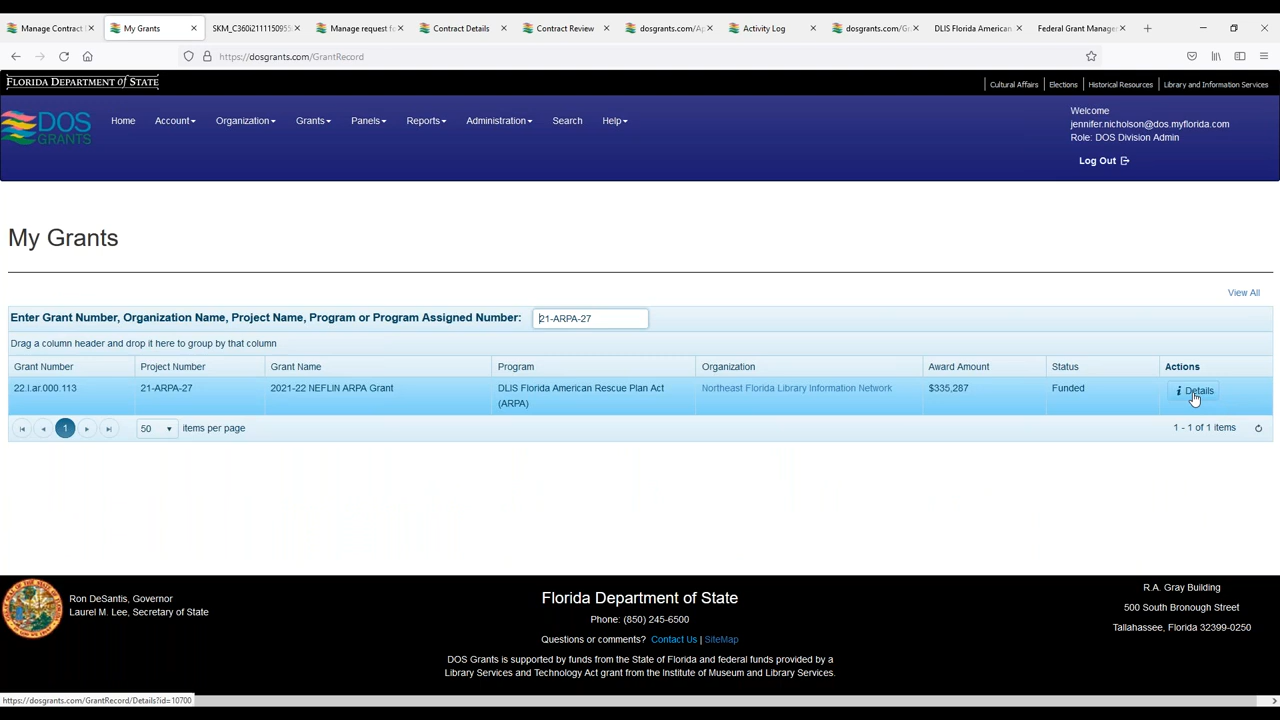 Manage Contract
My Grants
SKM_C360i2111150955
Manage request fo
Contract Details
Contract Review
dosgrants.com/Ap
Activity Log
dosgrants.com/Gr
DLIS Florida American
Federal Grant Manager
https://dosgrants.com/GrantRecord
FLORIDA DEPARTMENT OF STATE
Cultural Affairs
Elections
Historical Resources
Library and Information Services
DOS
GRANTS
Home
Account
Organization
Grants
Panels
Reports
Administration
Search
Help
Welcome
jennifer.nicholson@dos.myflorida.com
Role: DOS Division Admin
Log Out
My Grants
View All
Enter Grant Number, Organization Name, Project Name, Program or Program Assigned Number: 21-ARPA-27
Drag a column header and drop it here to group by that column
Grant Number Project Number Grant Name Program Organization Award Amount Status Actions
22.l.ar.000.113 21-ARPA-27 2021-22 NEFLIN ARPA Grant DLIS Florida American Rescue Plan Act Northeast Florida Library Information Network $335,287 Funded Details
(ARPA)
1 50 items per page 1 - 1 of 1 items
Ron DeSantis, Governor
Laurel M. Lee, Secretary of State
Florida Department of State
Phone: (850) 245-6500
Questions or comments? Contact Us | SiteMap
DOS Grants is supported by funds from the State of Florida and federal funds provided by a
Library Services and Technology Act grant from the Institute of Museum and Library Services.
R.A. Gray Building
500 South Bronough Street
Tallahassee, Florida 32399-0250
https://dosgrants.com/GrantRecord/Details?id=10700